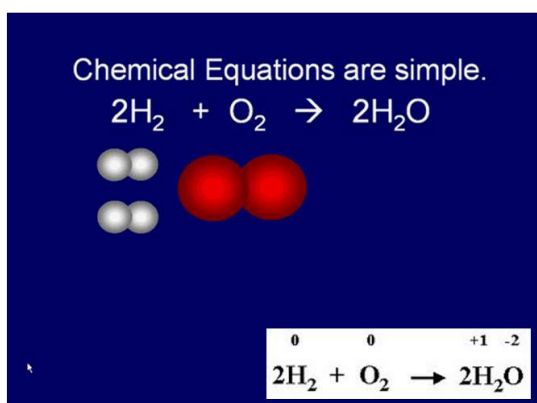 Chemical Equations are simple.
2H₂ + O₂ → 2H₂O
0 0 +1 -2
2H₂ + O₂ → 2H₂O